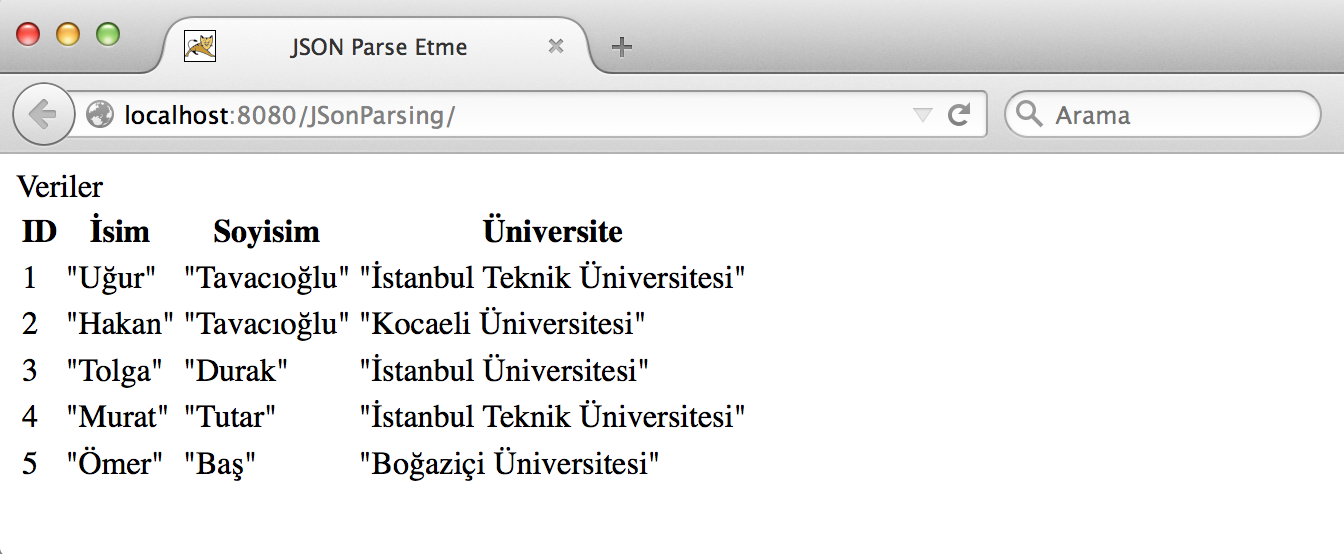 JSON Parse Etme
localhost:8080/JSonParsing/ Arama
Veriler
ID İsim Soyisim Üniversite
1 "Uğur" "Tavacıoğlu" "İstanbul Teknik Üniversitesi"
2 "Hakan" "Tavacıoğlu" "Kocaeli Üniversitesi"
3 "Tolga" "Durak" "İstanbul Üniversitesi"
4 "Murat" "Tutar" "İstanbul Teknik Üniversitesi"
5 "Ömer" "Baş" "Boğaziçi Üniversitesi"